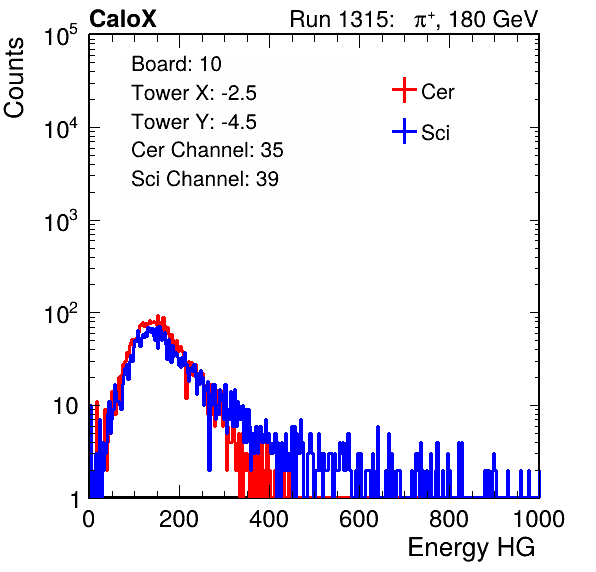 CaloX Run 1315: π⁺, 180 GeV
Counts
10⁵
10⁴
10³
10²
10
1
Board: 10
Tower X: -2.5
Tower Y: -4.5
Cer Channel: 35
Sci Channel: 39
Cer
Sci
0 200 400 600 800 1000
Energy HG